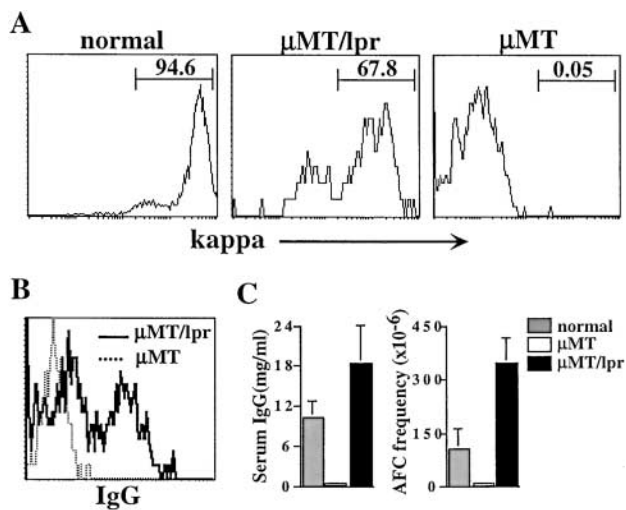 A
normal
μMT/lpr
μMT
94.6
67.8
0.05
kappa
B
μMT/lpr
μMT
IgG
C
Serum IgG(mg/ml)
24
18
12
6
0
AFC frequency (x10⁻⁶)
450
300
150
0
normal
μMT
μMT/lpr